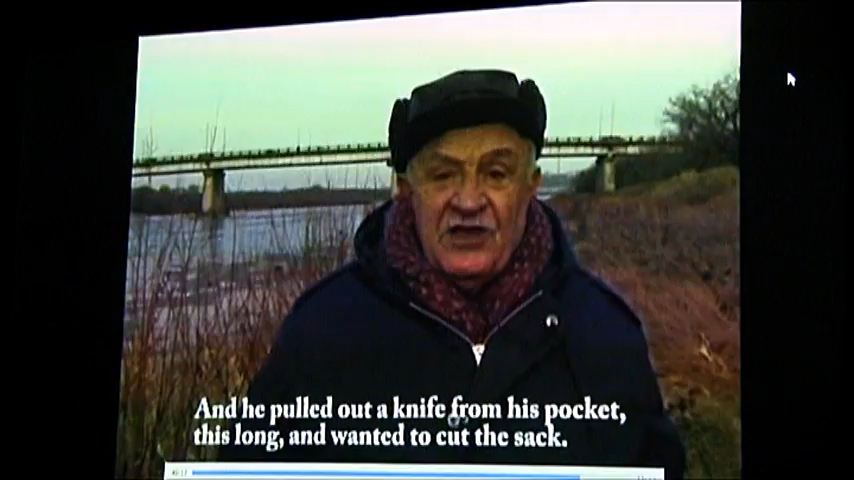 And he pulled out a knife from his pocket,
this long, and wanted to cut the sack.